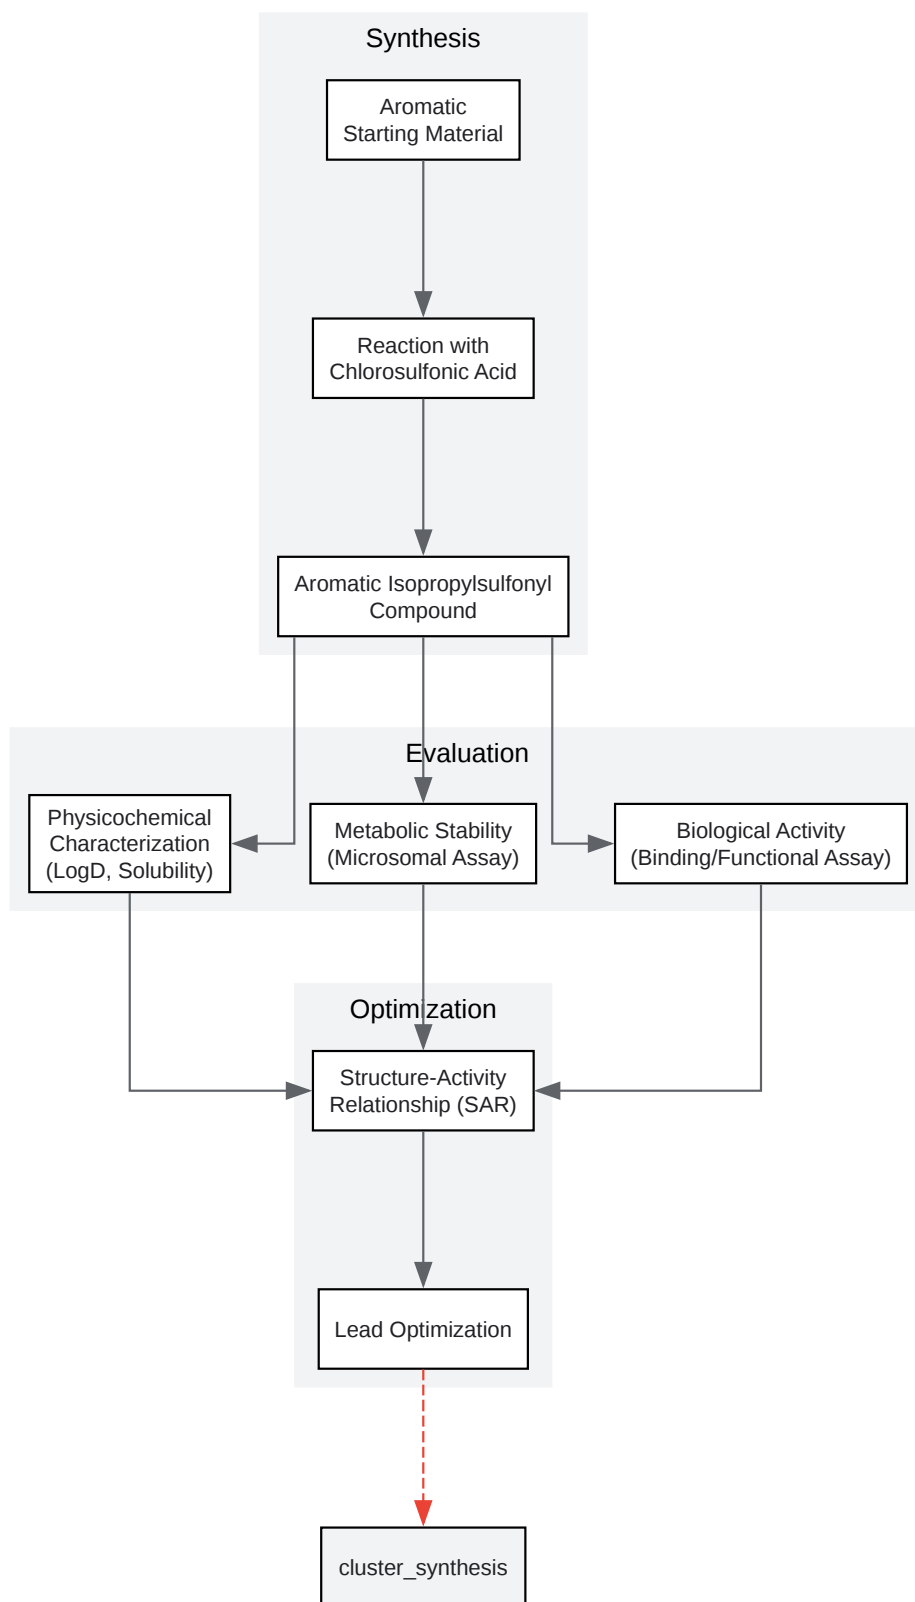 Synthesis
Aromatic
Starting Material
Reaction with
Chlorosulfonic Acid
Aromatic Isopropylsulfonyl
Compound
Evaluation
Physicochemical
Characterization
(LogD, Solubility)
Metabolic Stability
(Microsomal Assay)
Biological Activity
(Binding/Functional Assay)
Optimization
Structure-Activity
Relationship (SAR)
Lead Optimization
cluster_synthesis